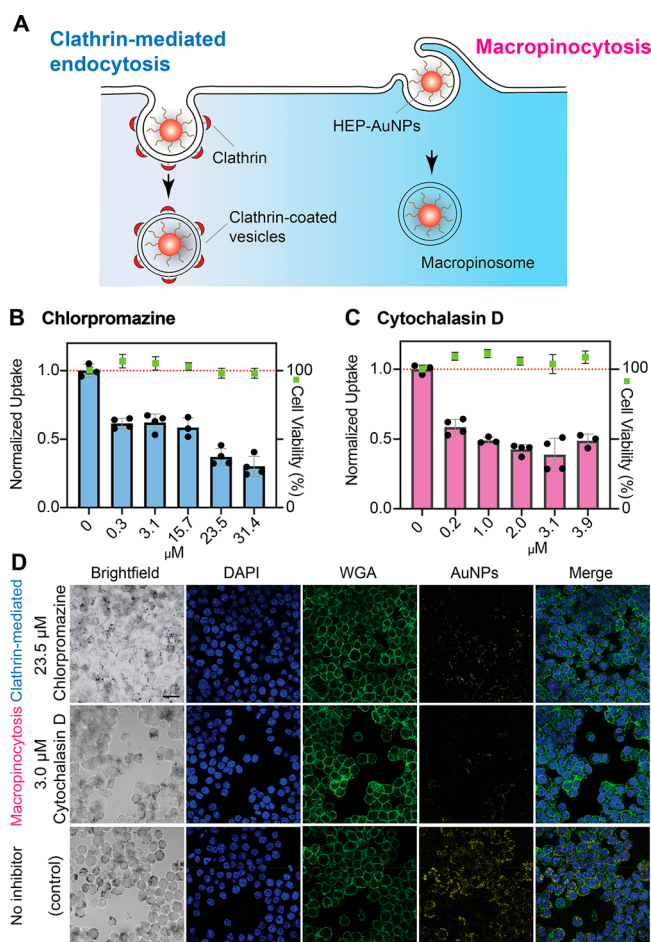 A
Clathrin-mediated
endocytosis
Macropinocytosis
HEP-AuNPs
Clathrin
Clathrin-coated
vesicles
Macropinosome
B Chlorpromazine
Normalized Uptake
1.0
0.5
0.0
100
0
Cell Viability (%)
0 0.3 3.1 15.7 23.5 31.4
µM
C Cytochalasin D
Normalized Uptake
1.0
0.5
0.0
100
0
Cell Viability (%)
0 0.2 1.0 2.0 3.1 3.9
µM
D
Brightfield DAPI WGA AuNPs Merge
Clathrin-mediated
23.5 µM
Chlorpromazine
Macropinocytosis
3.0 µM
Cytochalasin D
No inhibitor
(control)